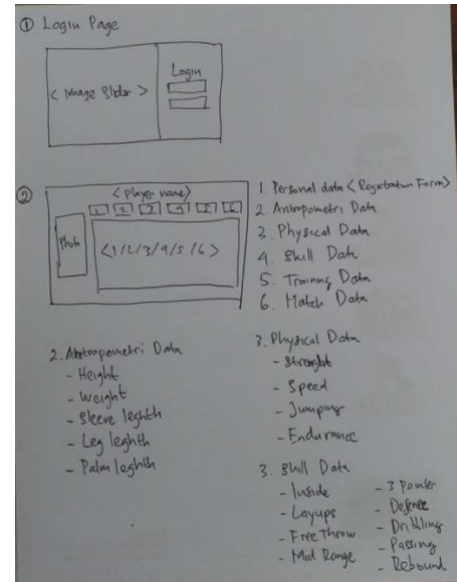 ① Login Page
< Image Slider >
Login
②
< player name >
1 2 3 4 5 6
Photo
<1/2/3/4/5/6>
1. Personal data < Registration Form >
2. Antropometri Data
3. Physical Data
4. Skill Data
5. Training Data
6. Match Data
2. Antropometri Data
- Height
- Weight
- Sleeve leghth
- Leg leghth
- Palm leghth
3. Physical Data
- Strenght
- Speed
- Jumping
- Endurance
3. Skill Data
- Inside
- Layups
- Free Throw
- Mid Range
- 3 Pointer
- Defense
- Dribbling
- Passing
- Rebound